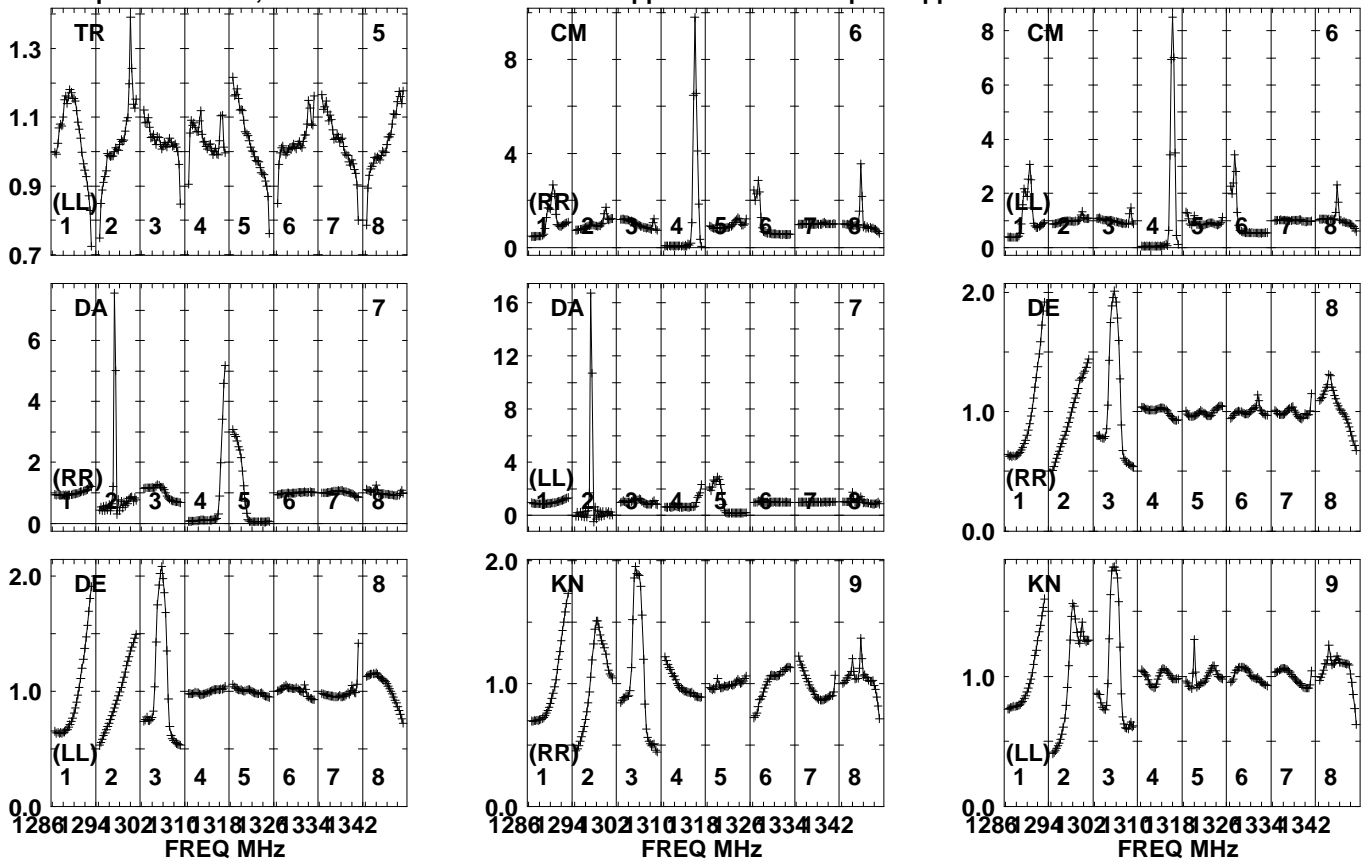 TR 5
1.3
1.1
0.9
0.7
(LL)
1 2 3 4 5 6 7 8
CM 6
8
4
0
(RR)
1 2 3 4 5 6 7 8
CM 6
8
6
4
2
0
(LL)
1 2 3 4 5 6 7 8
DA 7
6
4
2
0
(RR)
1 2 3 4 5 6 7 8
DA 7
16
12
8
4
0
(LL)
1 2 3 4 5 6 7 8
DE 8
2.0
1.0
0.0
(RR)
1 2 3 4 5 6 7 8
DE 8
2.0
1.0
0.0
(LL)
1 2 3 4 5 6 7 8
1286 1294 1302 1310 1318 1326 1334 1342
FREQ MHz
KN 9
2.0
1.0
0.0
(RR)
1 2 3 4 5 6 7 8
1286 1294 1302 1310 1318 1326 1334 1342
FREQ MHz
KN 9
1.0
0.0
(LL)
1 2 3 4 5 6 7 8
1286 1294 1302 1310 1318 1326 1334 1342
FREQ MHz